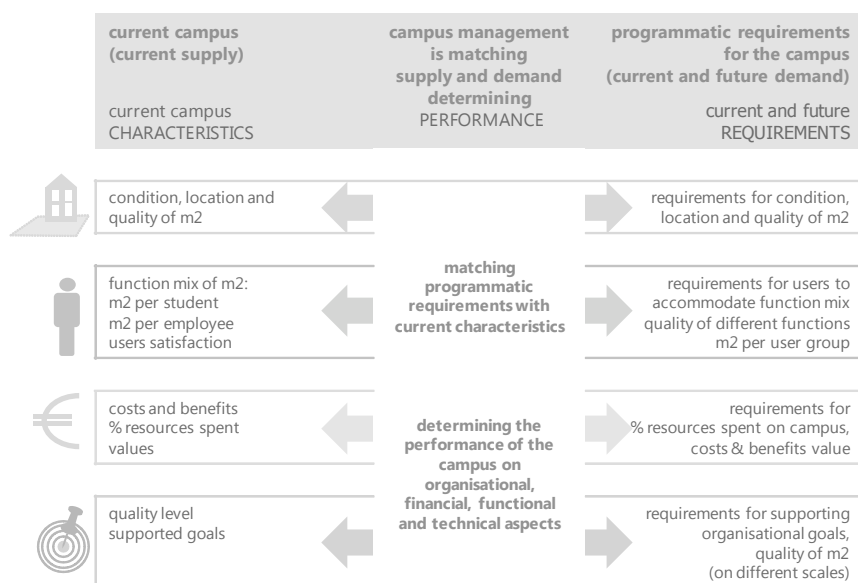 current campus
(current supply)
current campus
CHARACTERISTICS
campus management
is matching
supply and demand
determining
PERFORMANCE
programmatic requirements
for the campus
(current and future demand)
current and future
REQUIREMENTS
condition, location and
quality of m2
requirements for condition,
location and quality of m2
function mix of m2:
m2 per student
m2 per employee
users satisfaction
matching
programmatic
requirements with
current characteristics
requirements for users to
accommodate function mix
quality of different functions
m2 per user group
€
costs and benefits
% resources spent
values
determining the
performance of the
campus on
organisational,
financial, functional
and technical aspects
requirements for
% resources spent on campus,
costs & benefits value
quality level
supported goals
requirements for supporting
organisational goals,
quality of m2
(on different scales)